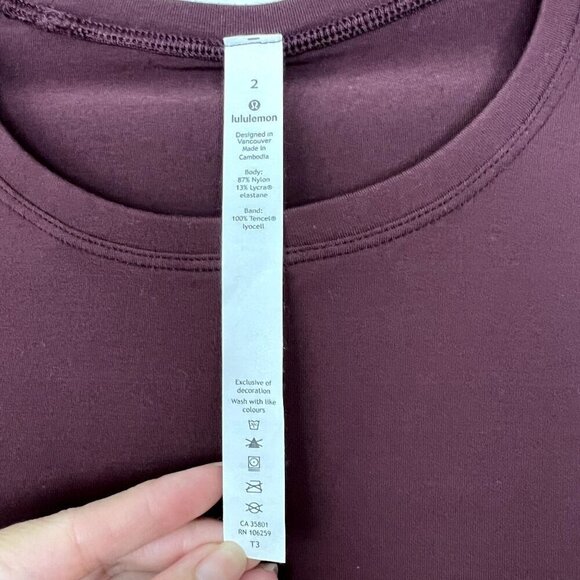 2
lululemon
Designed in
Vancouver
Made in
Cambodia
Body:
87% Nylon
13% Lycra®
elastane
Band:
100% Tencel®
lyocell
Exclusive of
decoration
Wash with like
colours
CA 35801
RN 106259
T3